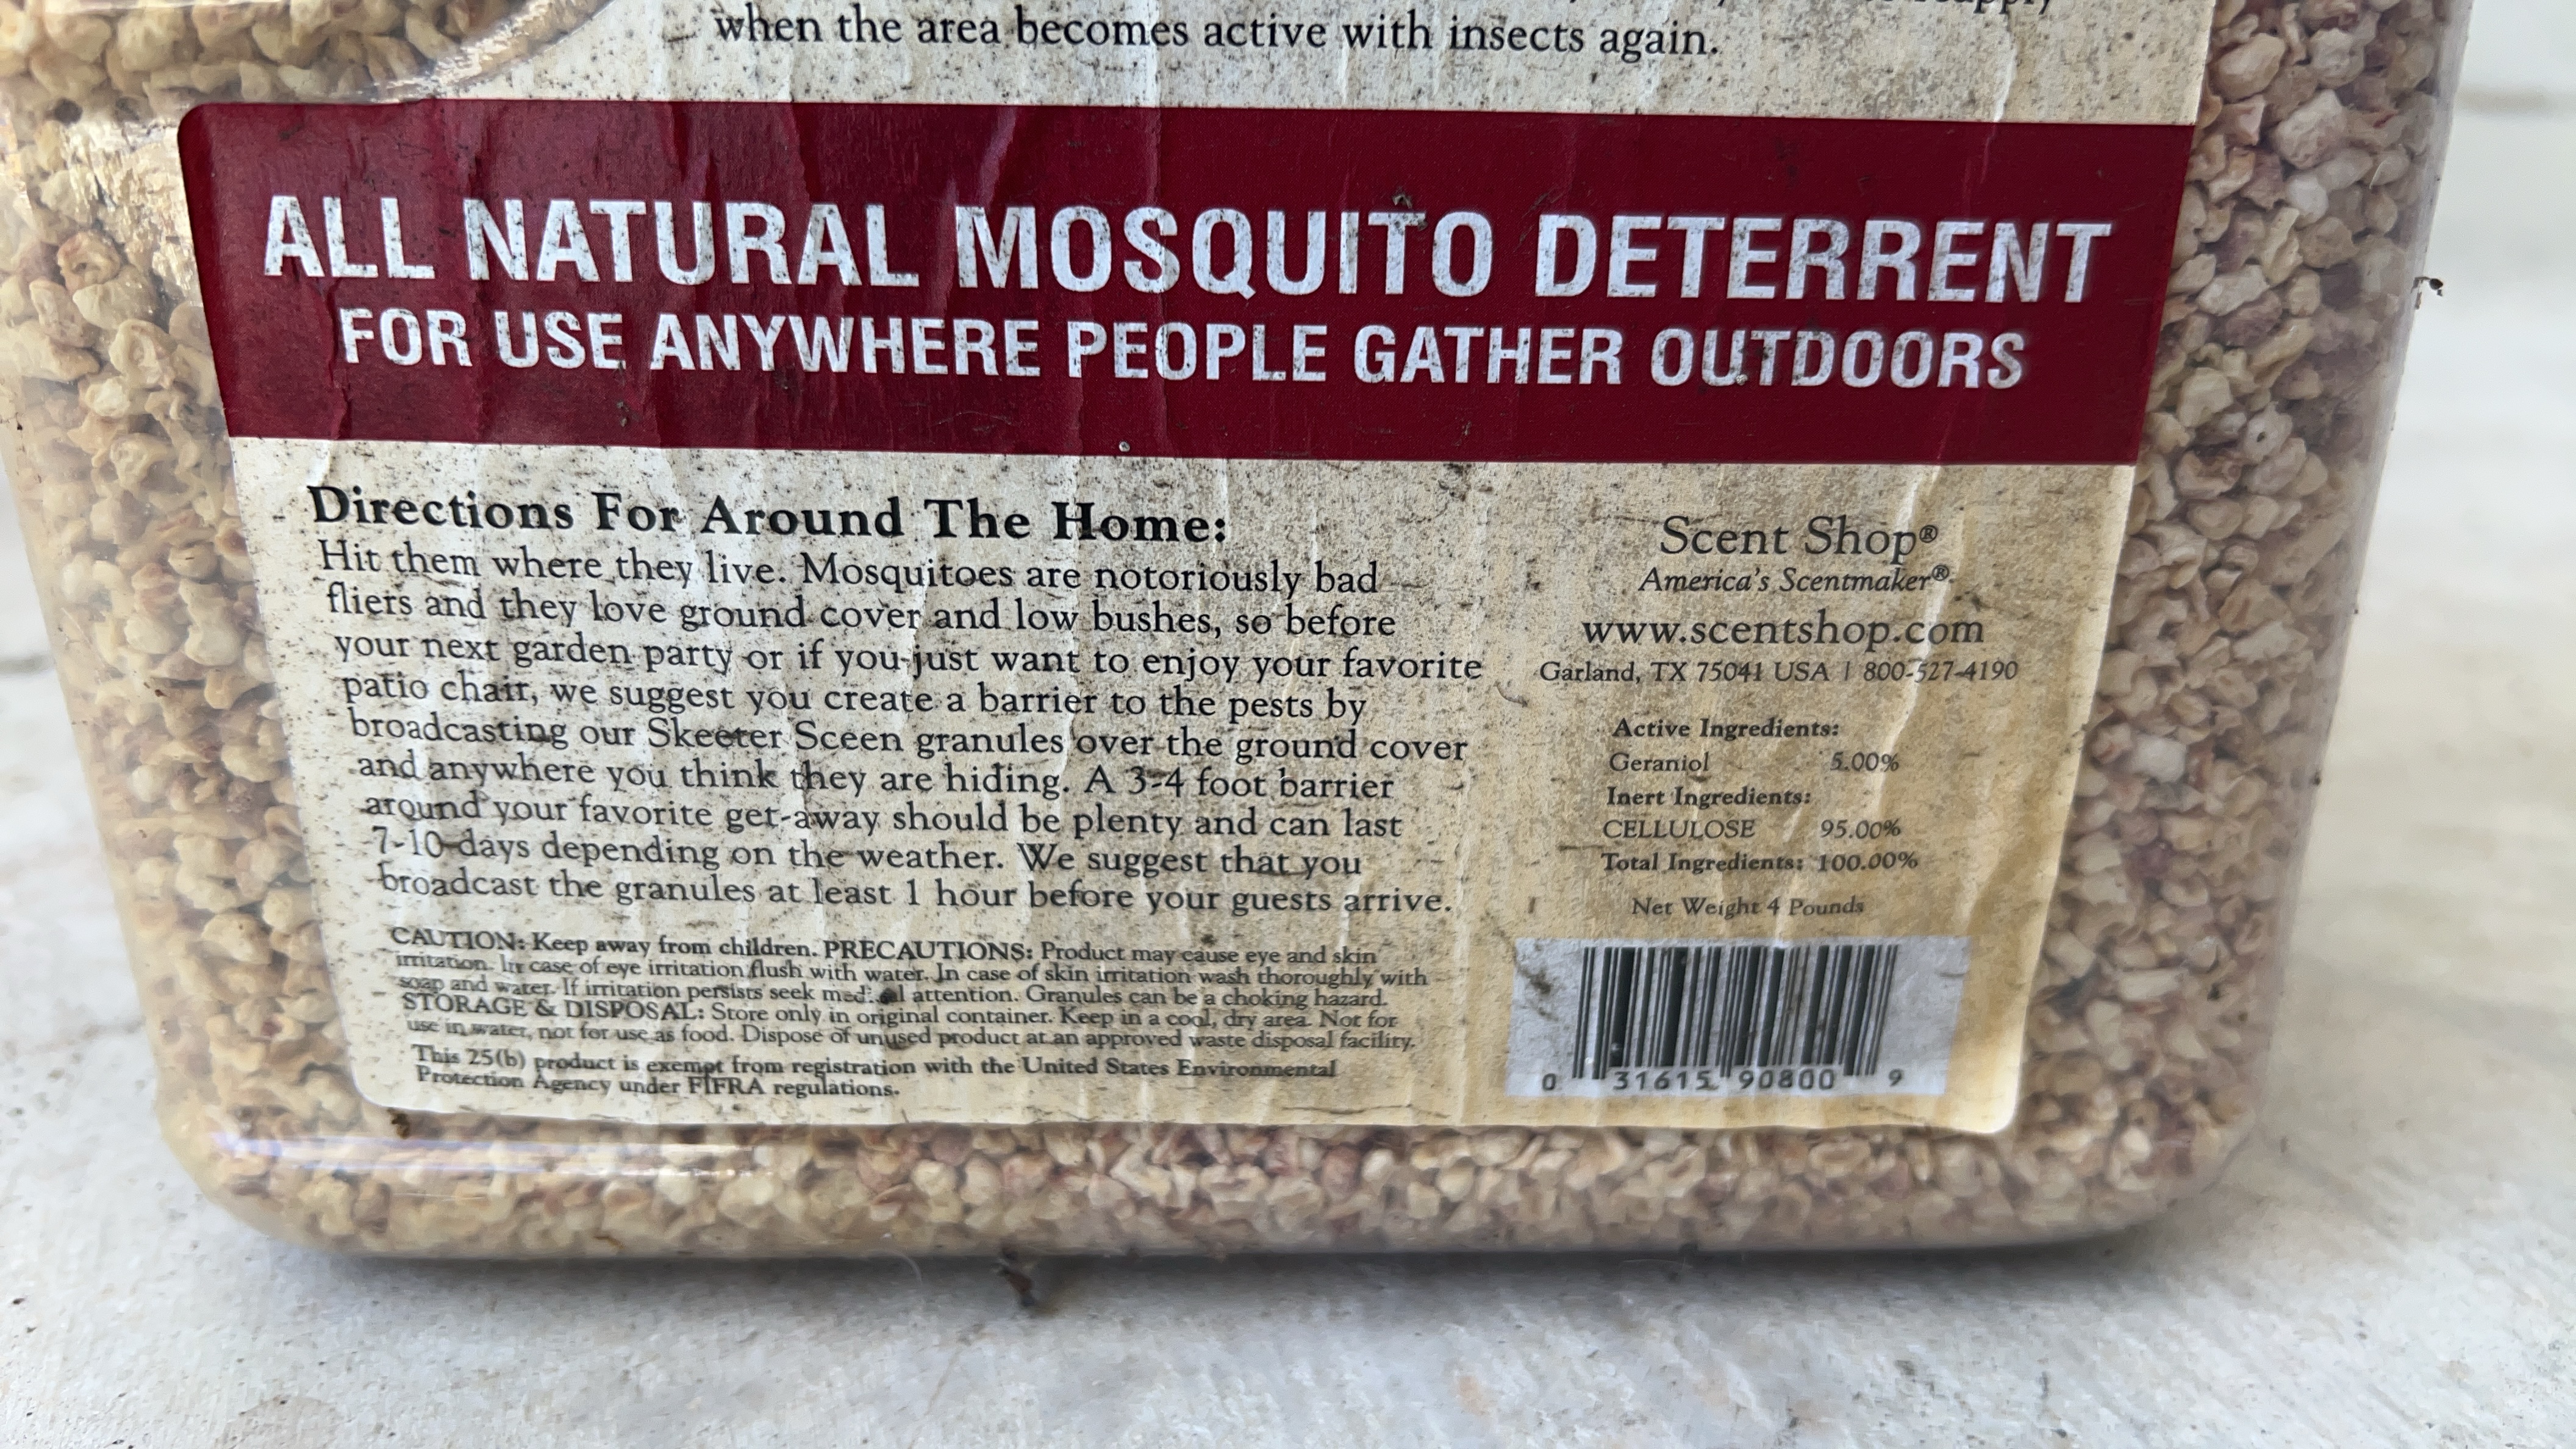 when the area becomes active with insects again.
ALL NATURAL MOSQUITO DETERRENT
FOR USE ANYWHERE PEOPLE GATHER OUTDOORS
Directions For Around The Home:
Hit them where they live. Mosquitoes are notoriously bad
fliers and they love ground cover and low bushes, so before
your next garden party or if you just want to enjoy your favorite
patio chair, we suggest you create a barrier to the pests by
broadcasting our Skeeter Sceen granules over the ground cover
and anywhere you think they are hiding. A 3-4 foot barrier
around your favorite get-away should be plenty and can last
7-10 days depending on the weather. We suggest that you
broadcast the granules at least 1 hour before your guests arrive.
CAUTION: Keep away from children. PRECAUTIONS: Product may cause eye and skin
irritation. In case of eye irritation flush with water. In case of skin irritation wash thoroughly with
soap and water. If irritation persists seek medical attention. Granules can be a choking hazard.
STORAGE & DISPOSAL: Store only in original container. Keep in a cool, dry area. Not for
use in water, not for use as food. Dispose of unused product at an approved waste disposal facility.
This 25(b) product is exempt from registration with the United States Environmental
Protection Agency under FIFRA regulations.
Scent Shop®
America's Scentmaker®
www.scentshop.com
Garland, TX 75041 USA | 800-527-4190
Active Ingredients:
Geraniol 5.00%
Inert Ingredients:
CELLULOSE 95.00%
Total Ingredients: 100.00%
Net Weight 4 Pounds
0 31615 90800 9